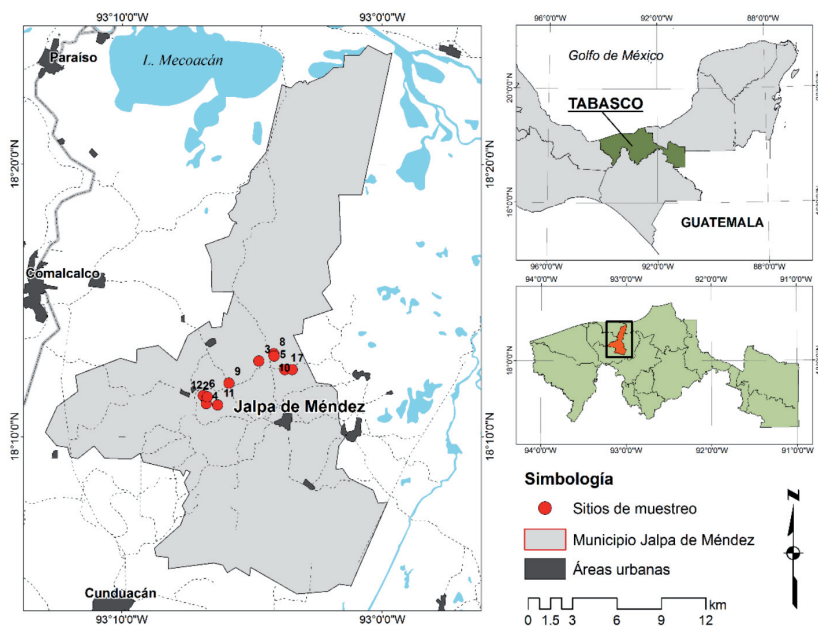 93°10'0"W
93°0'0"W
Paraíso
L. Mecoacán
18°20'0"N
18°20'0"N
Comalcalco
8
3
5
10
17
9
12
2
6
11
4
Jalpa de Méndez
18°10'0"N
18°10'0"N
Cunduacán
93°10'0"W
93°0'0"W
96°0'0"W
92°0'0"W
88°0'0"W
Golfo de México
20°0'0"N
TABASCO
16°0'0"N
GUATEMALA
96°0'0"W
92°0'0"W
88°0'0"W
94°0'0"W
93°0'0"W
92°0'0"W
91°0'0"W
18°0'0"N
18°0'0"N
94°0'0"W
93°0'0"W
92°0'0"W
91°0'0"W
Simbología
Sitios de muestreo
Municipio Jalpa de Méndez
Áreas urbanas
N
km
0 1.5 3 6 9 12